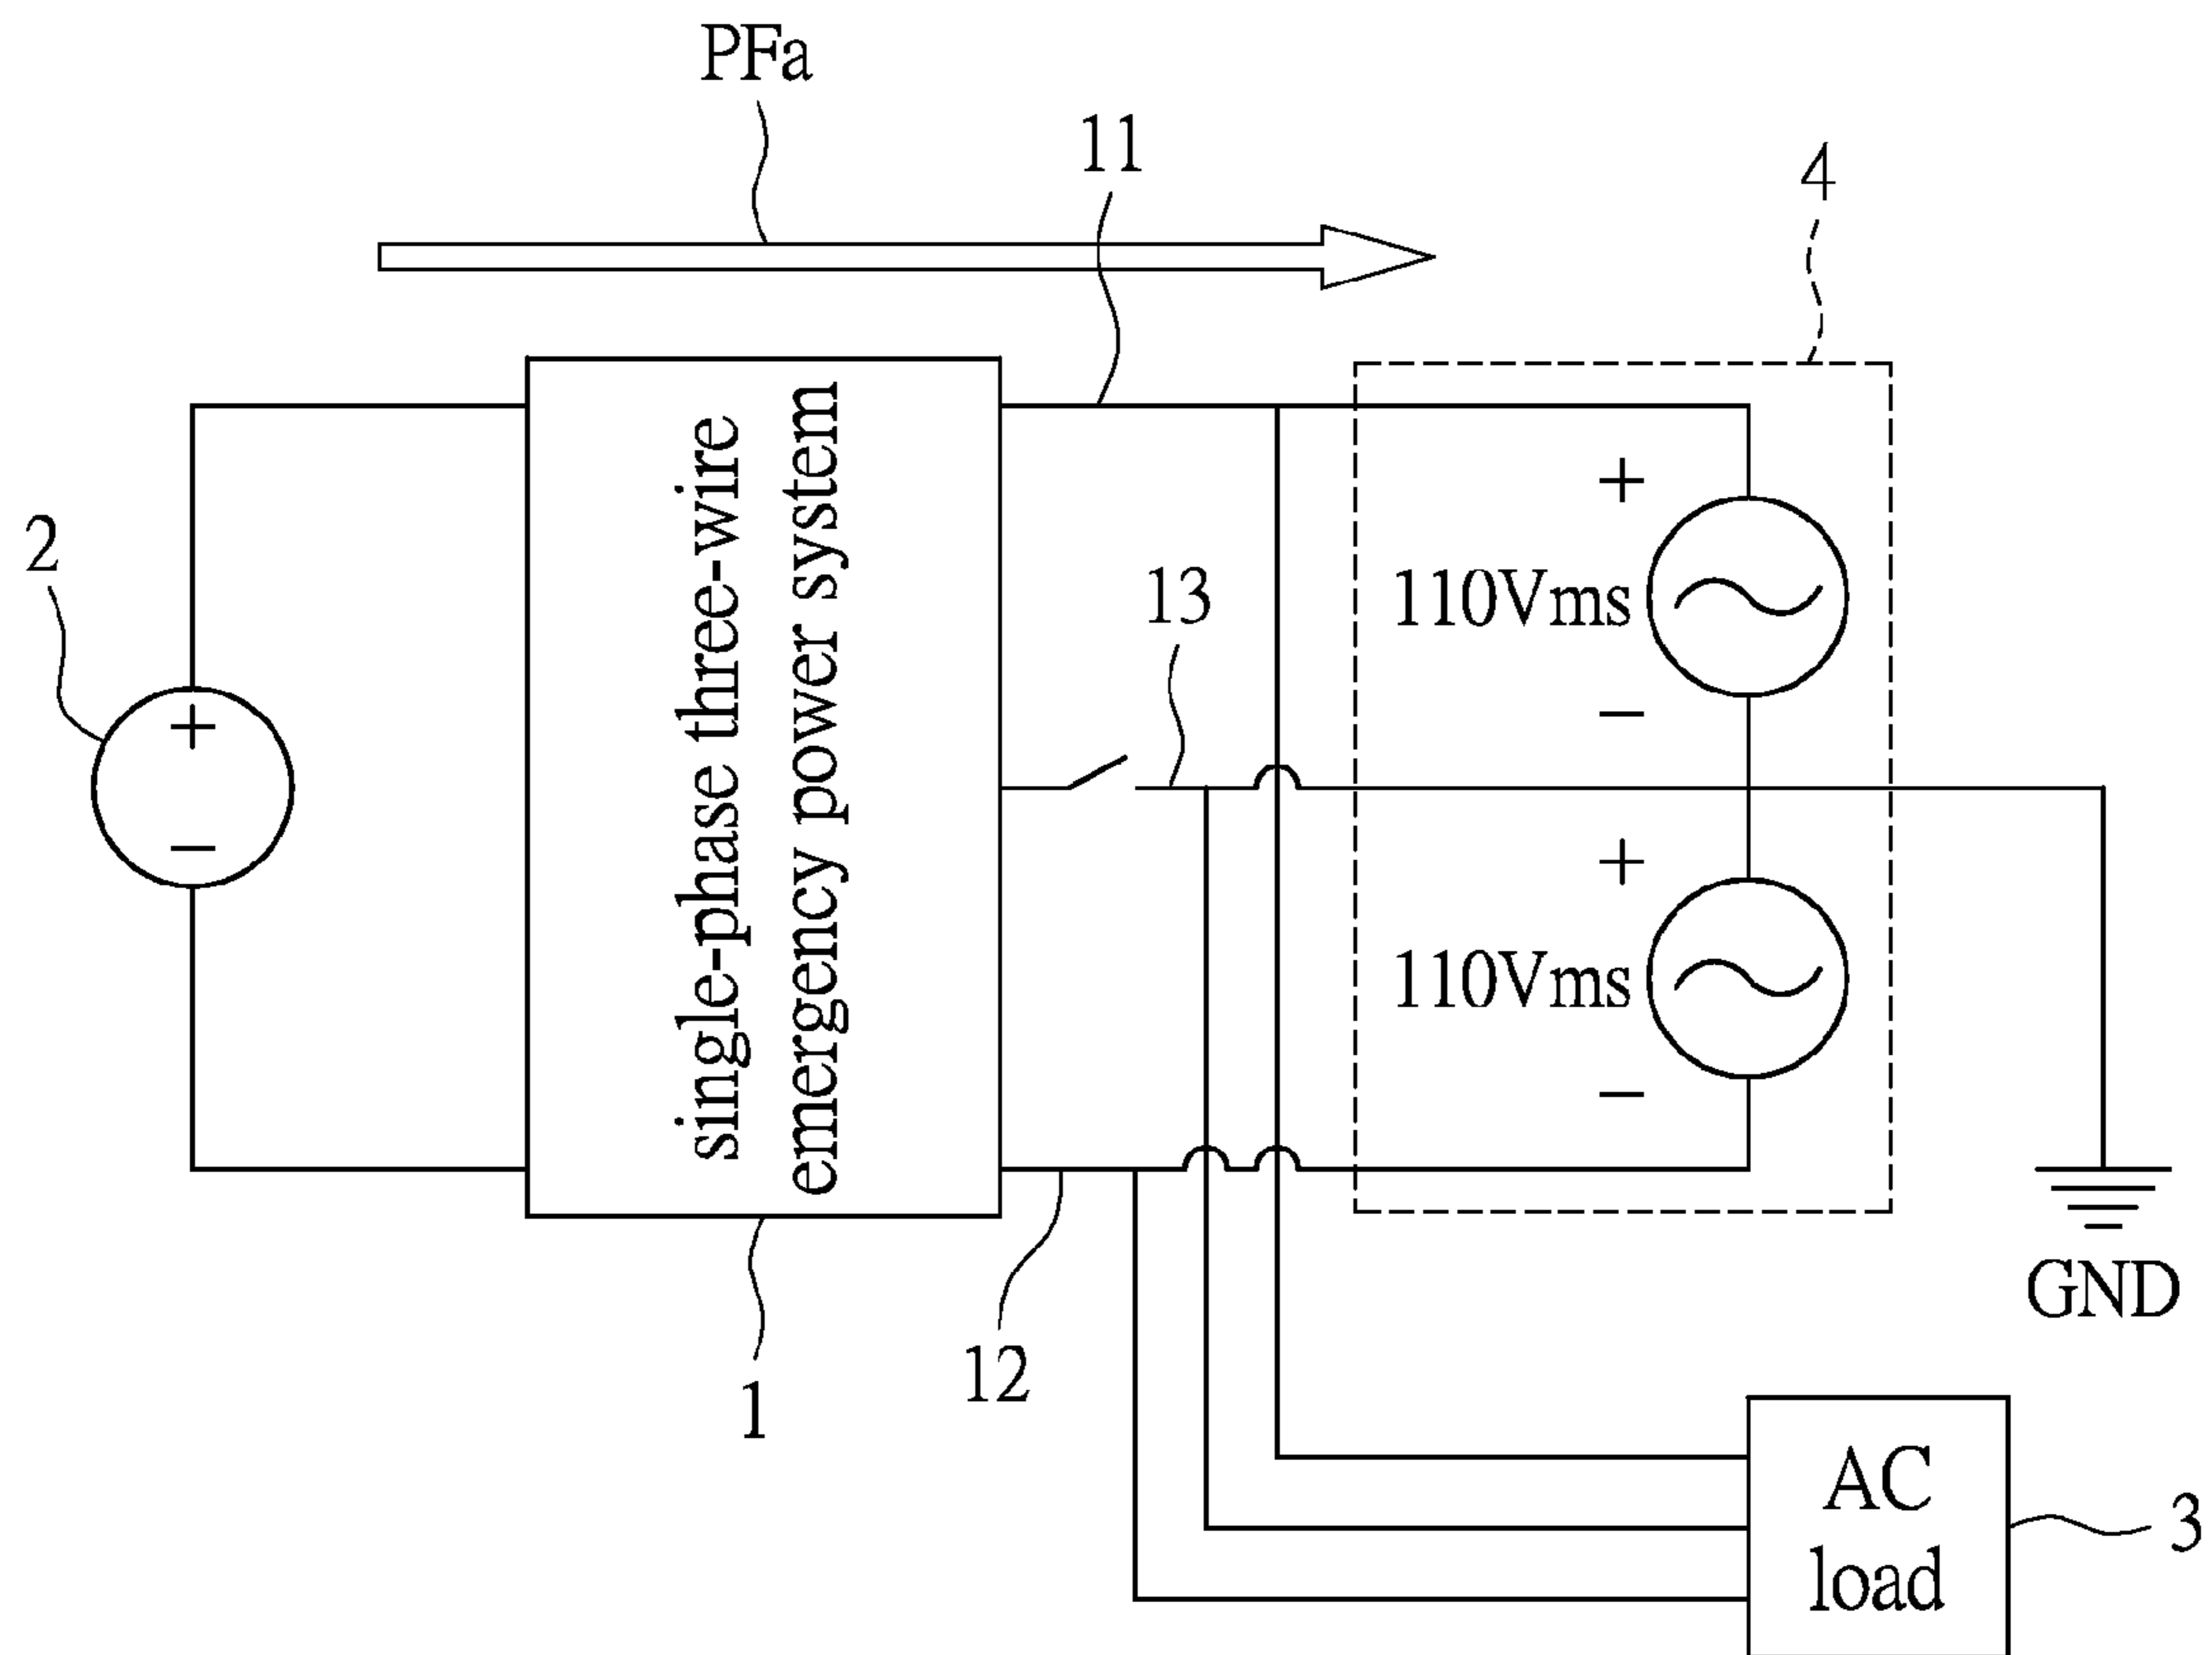 PFa
11
4
2
single-phase three-wire
emergency power system
+
110Vms
−
13
+
−
+
110Vms
−
12
1
GND
AC
load
3